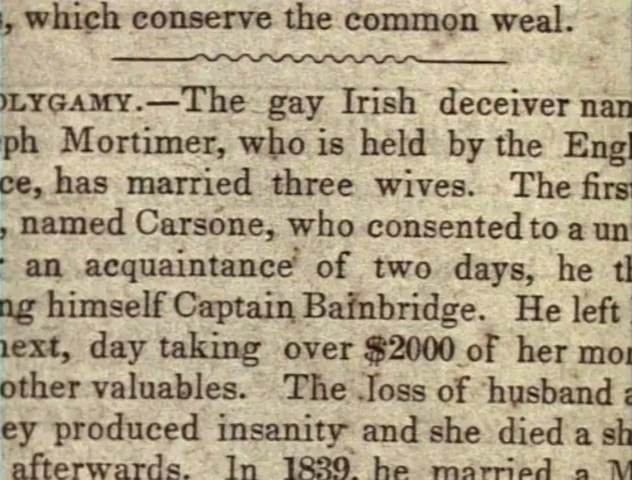 , which conserve the common weal.
OLYGAMY.—The gay Irish deceiver nam
ph Mortimer, who is held by the Engl
ce, has married three wives. The first
, named Carsone, who consented to a un
an acquaintance of two days, he th
ng himself Captain Bainbridge. He left
next, day taking over $2000 of her mon
other valuables. The loss of husband a
ey produced insanity and she died a sh
afterwards. In 1839, he married a M